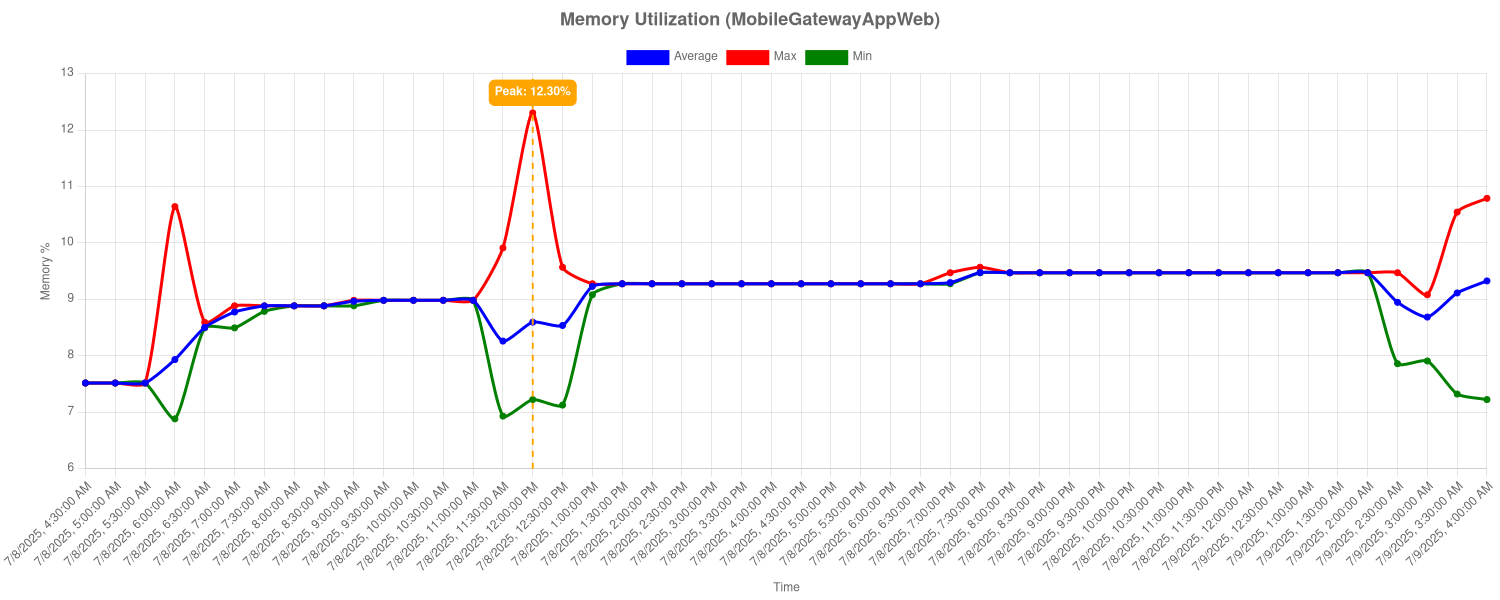 Memory Utilization (MobileGatewayAppWeb)
Average Max Min
Peak: 12.30%
13
12
11
10
9
8
7
6
Memory %
7/8/2025, 4:30:00 AM
7/8/2025, 5:00:00 AM
7/8/2025, 5:30:00 AM
7/8/2025, 6:00:00 AM
7/8/2025, 6:30:00 AM
7/8/2025, 7:00:00 AM
7/8/2025, 7:30:00 AM
7/8/2025, 8:00:00 AM
7/8/2025, 8:30:00 AM
7/8/2025, 9:00:00 AM
7/8/2025, 9:30:00 AM
7/8/2025, 10:00:00 AM
7/8/2025, 10:30:00 AM
7/8/2025, 11:00:00 AM
7/8/2025, 11:30:00 AM
7/8/2025, 12:00:00 PM
7/8/2025, 12:30:00 PM
7/8/2025, 1:00:00 PM
7/8/2025, 1:30:00 PM
7/8/2025, 2:00:00 PM
7/8/2025, 2:30:00 PM
7/8/2025, 3:00:00 PM
7/8/2025, 3:30:00 PM
7/8/2025, 4:00:00 PM
7/8/2025, 4:30:00 PM
7/8/2025, 5:00:00 PM
7/8/2025, 5:30:00 PM
7/8/2025, 6:00:00 PM
7/8/2025, 6:30:00 PM
7/8/2025, 7:00:00 PM
7/8/2025, 7:30:00 PM
7/8/2025, 8:00:00 PM
7/8/2025, 8:30:00 PM
7/8/2025, 9:00:00 PM
7/8/2025, 9:30:00 PM
7/8/2025, 10:00:00 PM
7/8/2025, 10:30:00 PM
7/8/2025, 11:00:00 PM
7/8/2025, 11:30:00 PM
7/9/2025, 12:00:00 AM
7/9/2025, 12:30:00 AM
7/9/2025, 1:00:00 AM
7/9/2025, 1:30:00 AM
7/9/2025, 2:00:00 AM
7/9/2025, 2:30:00 AM
7/9/2025, 3:00:00 AM
7/9/2025, 3:30:00 AM
7/9/2025, 4:00:00 AM
Time